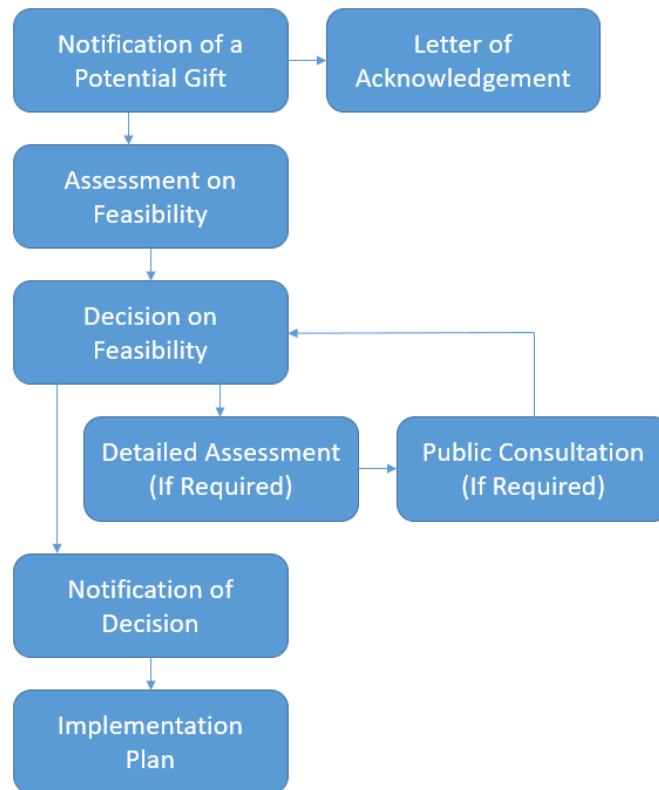 Notification of a
Potential Gift
Letter of
Acknowledgement
Assessment on
Feasibility
Decision on
Feasibility
Detailed Assessment
(If Required)
Public Consultation
(If Required)
Notification of
Decision
Implementation
Plan